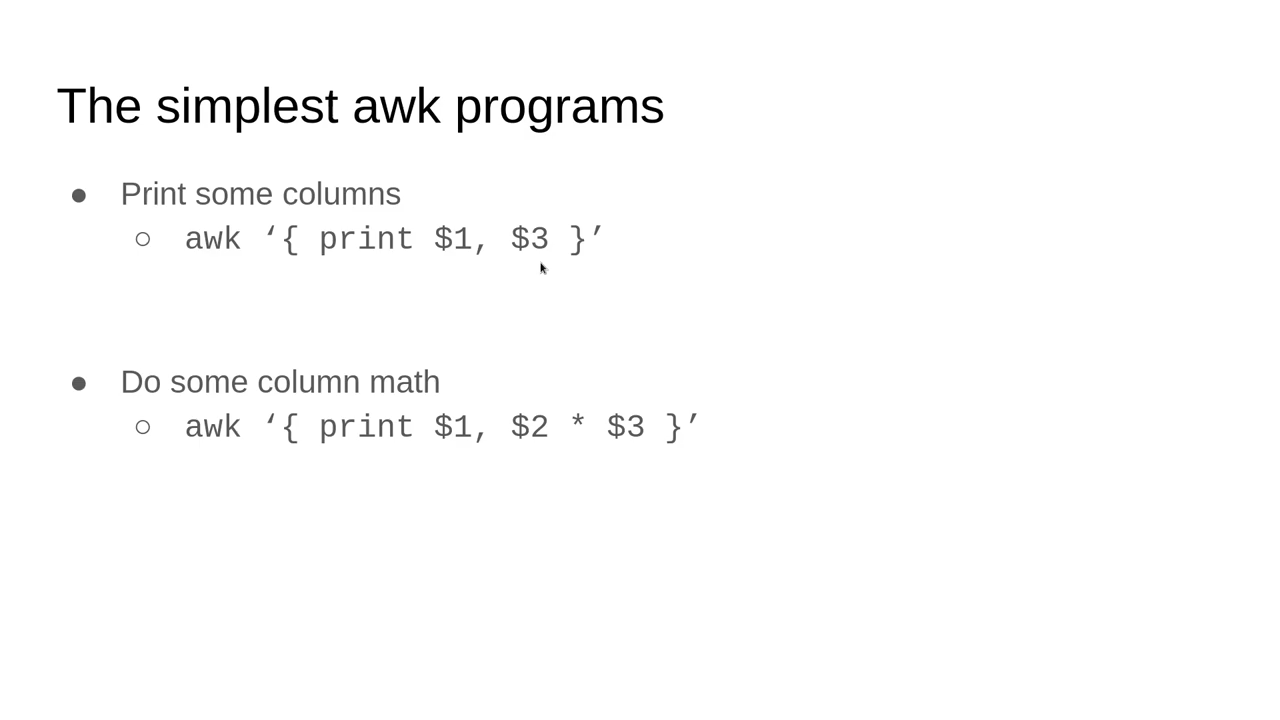 The simplest awk programs
● Print some columns
○ awk ‘{ print $1, $3 }’
● Do some column math
○ awk ‘{ print $1, $2 * $3 }’